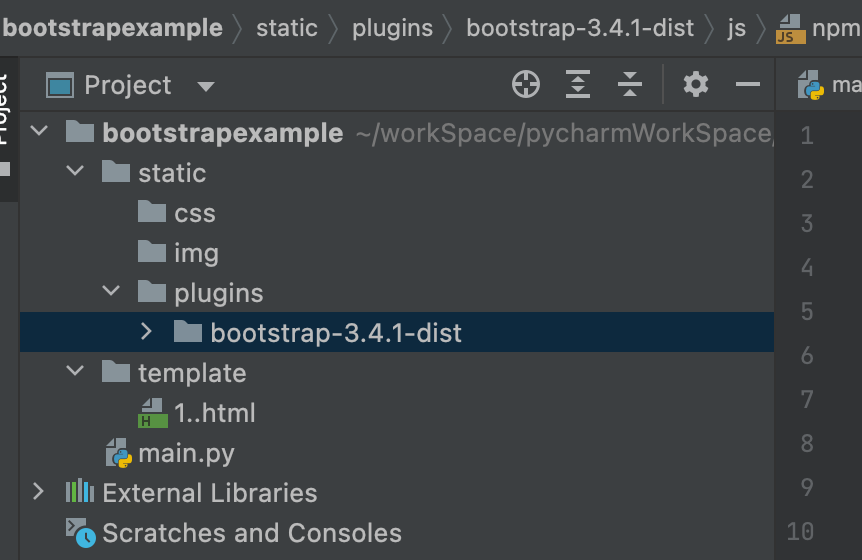 bootstrapexample static plugins bootstrap-3.4.1-dist js JS npm
Project Project ma
bootstrapexample ~/workSpace/pycharmWorkSpace/
static
css
img
plugins
bootstrap-3.4.1-dist
template
H 1..html
main.py
External Libraries
Scratches and Consoles
1
2
3
4
5
6
7
8
9
10